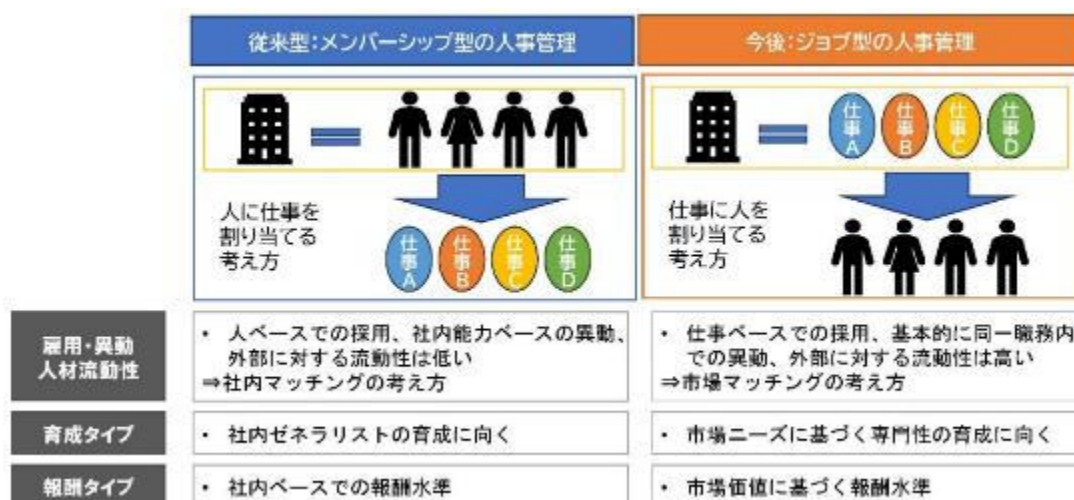 従来型：メンバーシップ型の人事管理
今後：ジョブ型の人事管理
人に仕事を
割り当てる
考え方
仕事A
仕事B
仕事C
仕事D
仕事A
仕事B
仕事C
仕事D
仕事に人を
割り当てる
考え方
雇用・異動
人材流動性
・ 人ベースでの採用、社内能力ベースの異動、
外部に対する流動性は低い
⇒社内マッチングの考え方
・ 仕事ベースでの採用、基本的に同一職務内
での異動、外部に対する流動性は高い
⇒市場マッチングの考え方
育成タイプ
・ 社内ゼネラリストの育成に向く
・ 市場ニーズに基づく専門性の育成に向く
報酬タイプ
・ 社内ベースでの報酬水準
・ 市場価値に基づく報酬水準